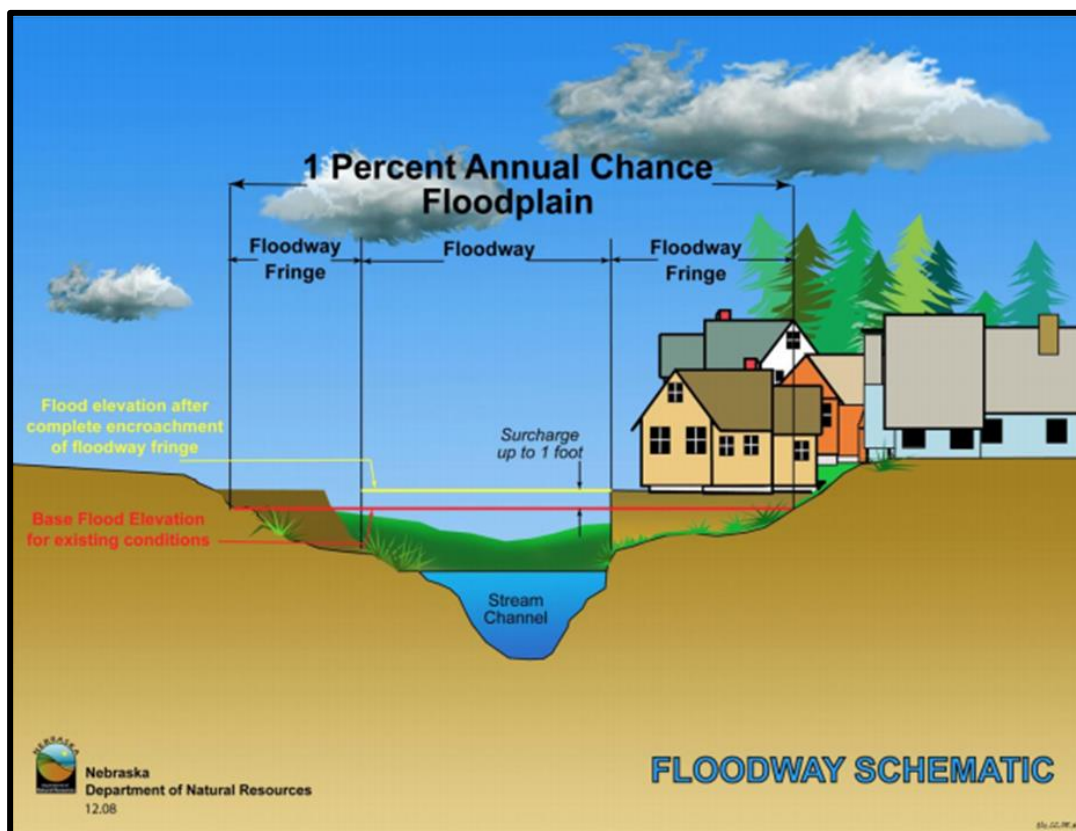 1 Percent Annual Chance
Floodplain
Floodway
Fringe
Floodway
Floodway
Fringe
Flood elevation after
complete encroachment
of floodway fringe
Surcharge
up to 1 foot
Base Flood Elevation
for existing conditions
Stream
Channel
NEBRASKA
Nebraska
Department of Natural Resources
12.08
FLOODWAY SCHEMATIC